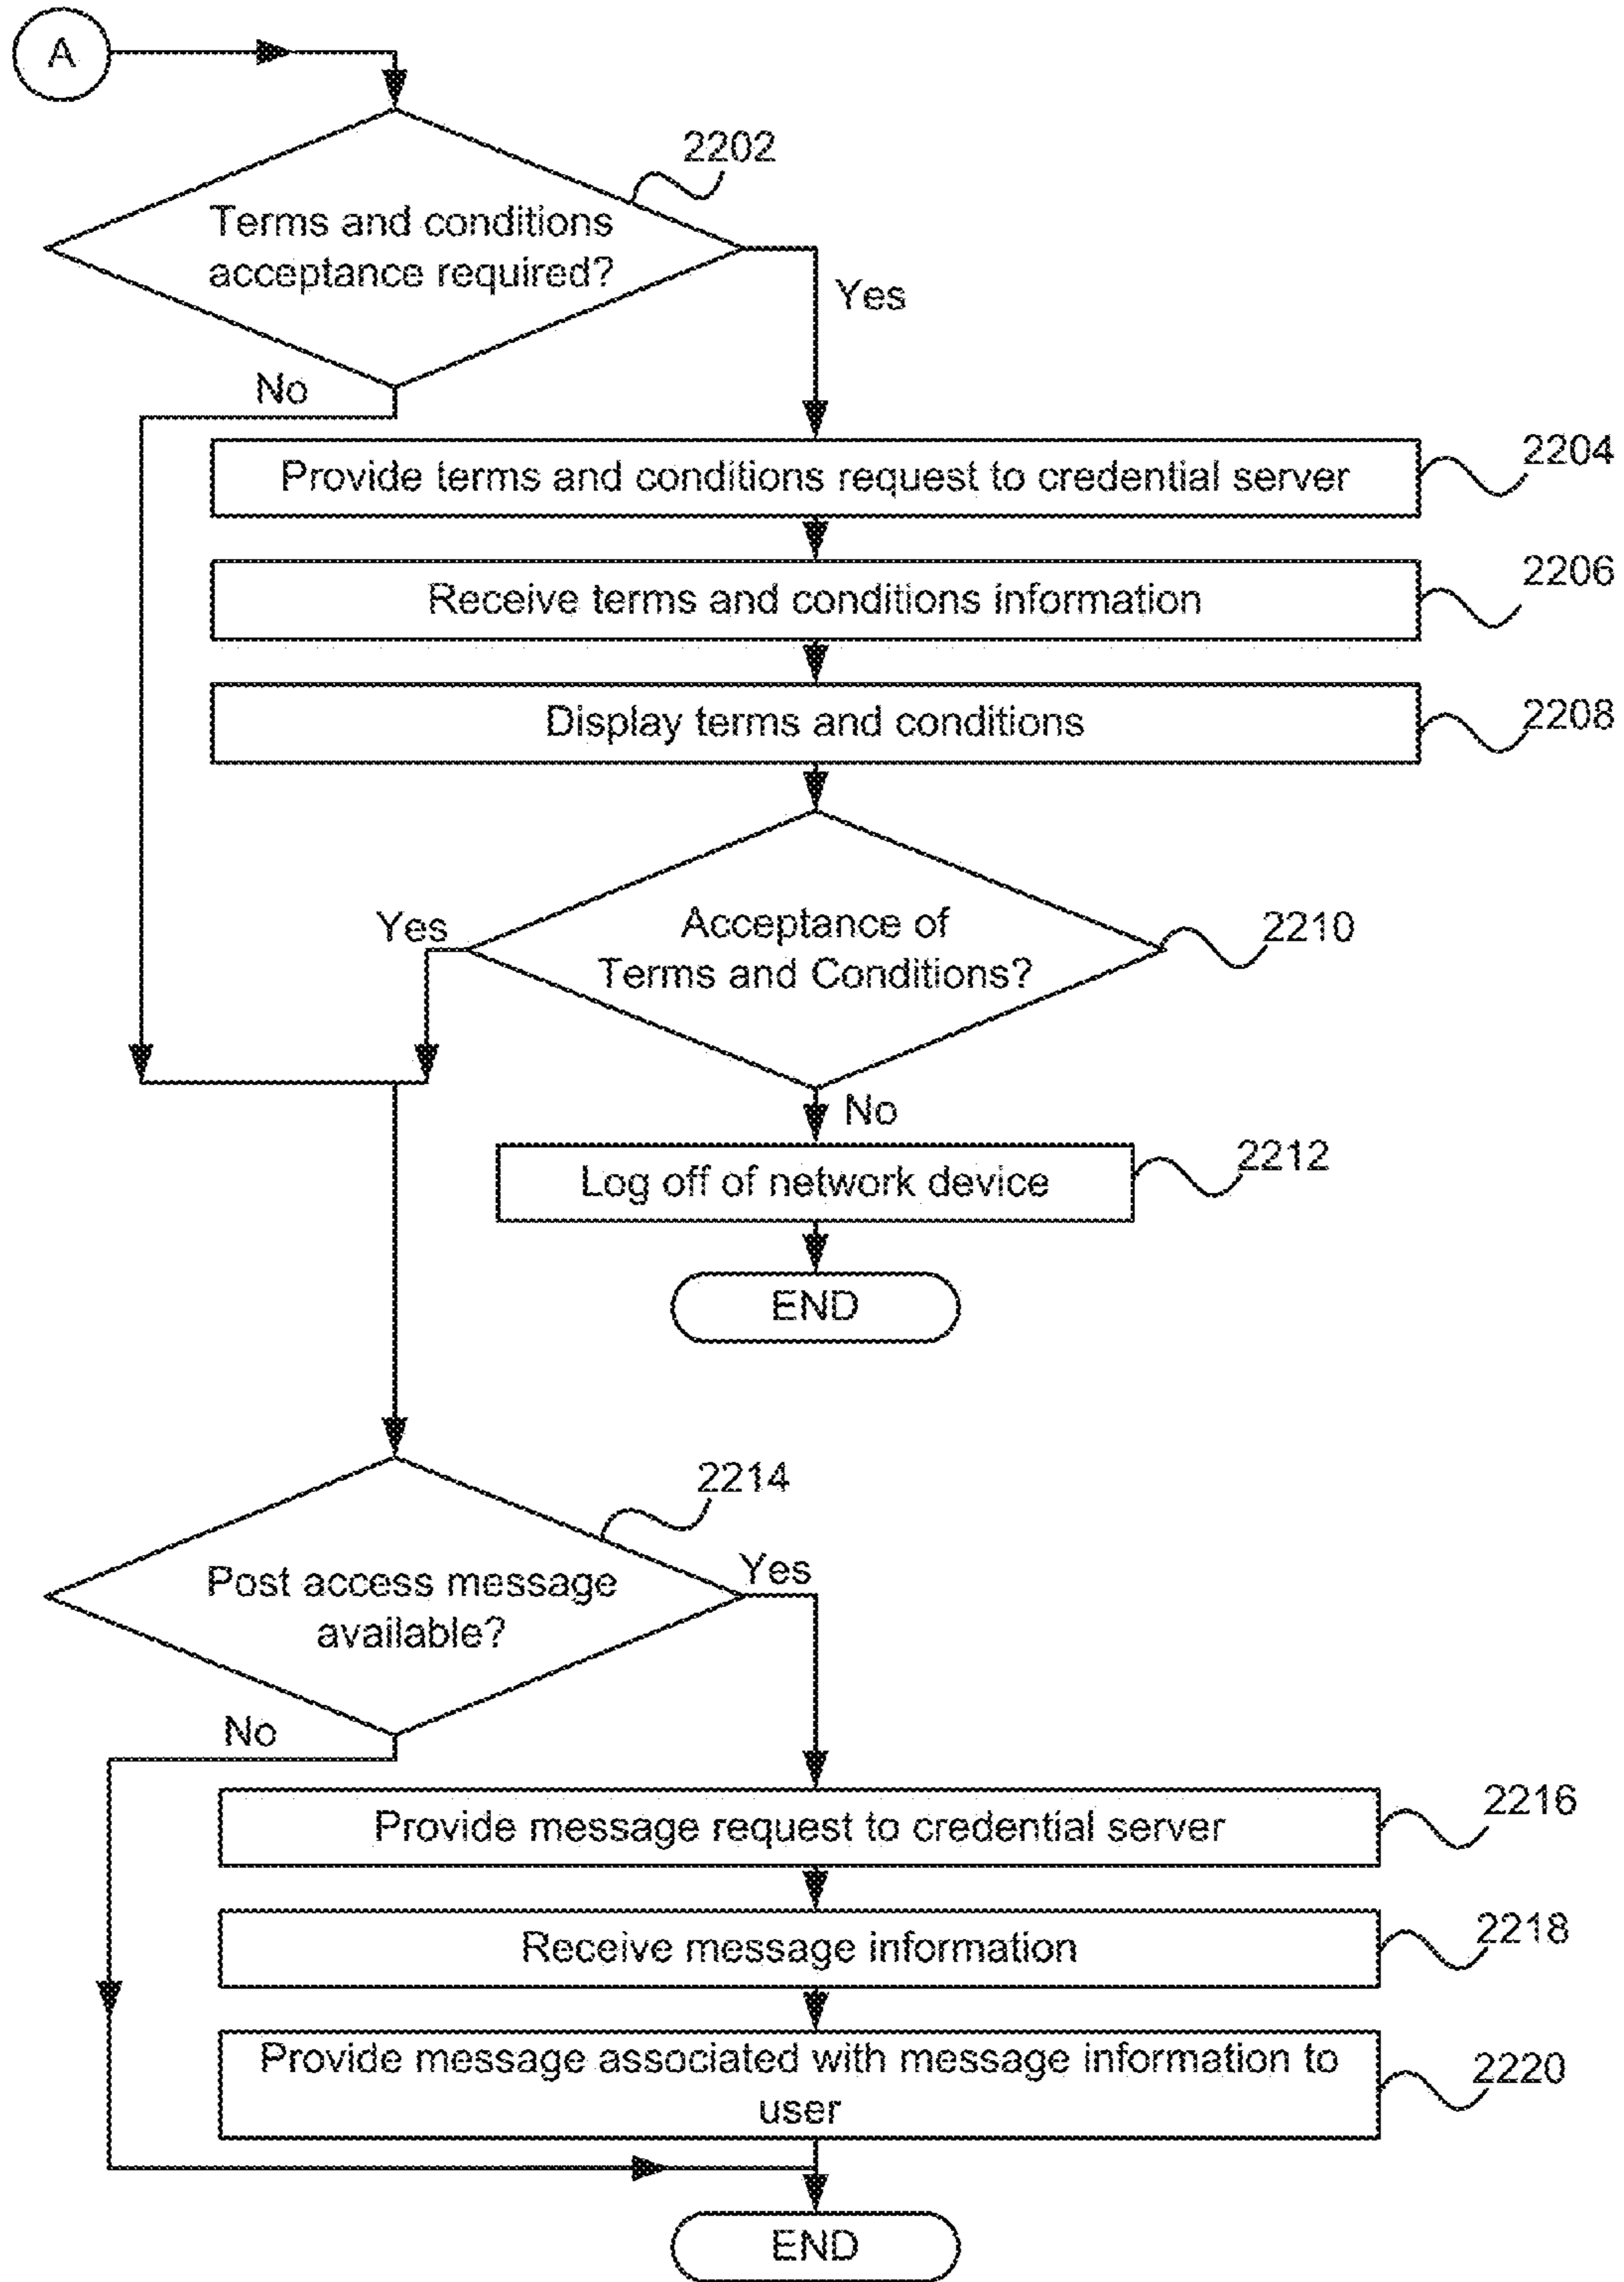 A
2202
Terms and conditions
acceptance required?
Yes
No
Provide terms and conditions request to credential server
2204
Receive terms and conditions information
2206
Display terms and conditions
2208
Yes
Acceptance of
Terms and Conditions?
2210
No
Log off of network device
2212
END
2214
Post access message
available?
Yes
No
Provide message request to credential server
2216
Receive message information
2218
Provide message associated with message information to
user
2220
END